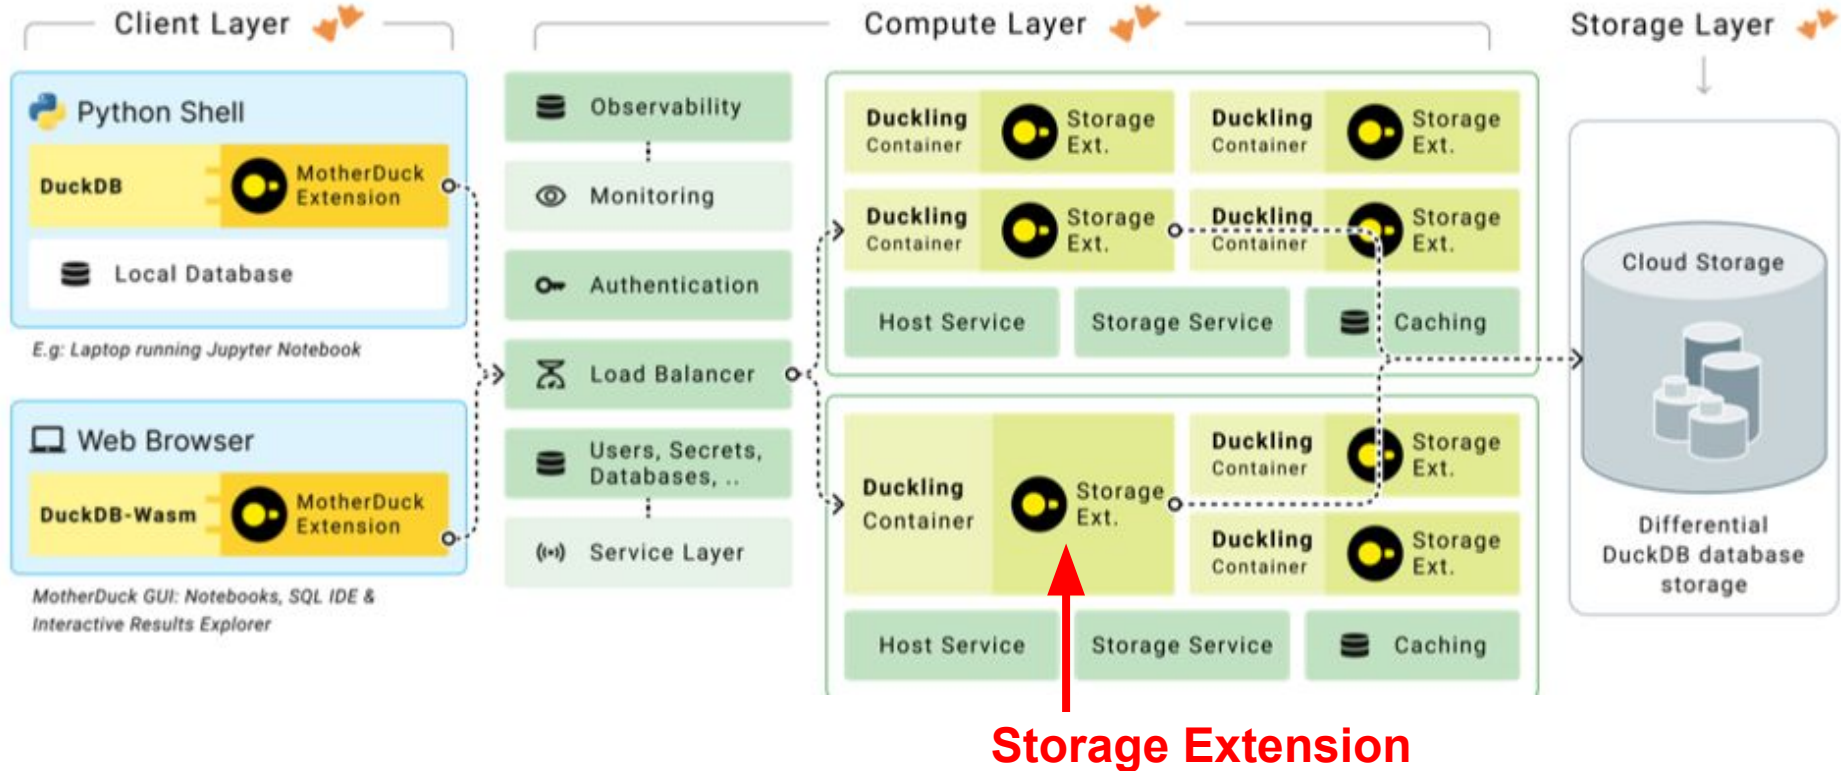 Client Layer
Compute Layer
Storage Layer
Python Shell
DuckDB
MotherDuck
Extension
Local Database
E.g: Laptop running Jupyter Notebook
Web Browser
DuckDB-Wasm
MotherDuck
Extension
MotherDuck GUI: Notebooks, SQL IDE &
Interactive Results Explorer
Observability
Monitoring
Authentication
Load Balancer
Users, Secrets,
Databases, ..
Service Layer
Duckling
Container
Storage
Ext.
Duckling
Container
Storage
Ext.
Duckling
Container
Storage
Ext.
Duckling
Container
Storage
Ext.
Host Service
Storage Service
Caching
Duckling
Container
Storage
Ext.
Duckling
Container
Storage
Ext.
Duckling
Container
Storage
Ext.
Host Service
Storage Service
Caching
Cloud Storage
Differential
DuckDB database
storage
Storage Extension